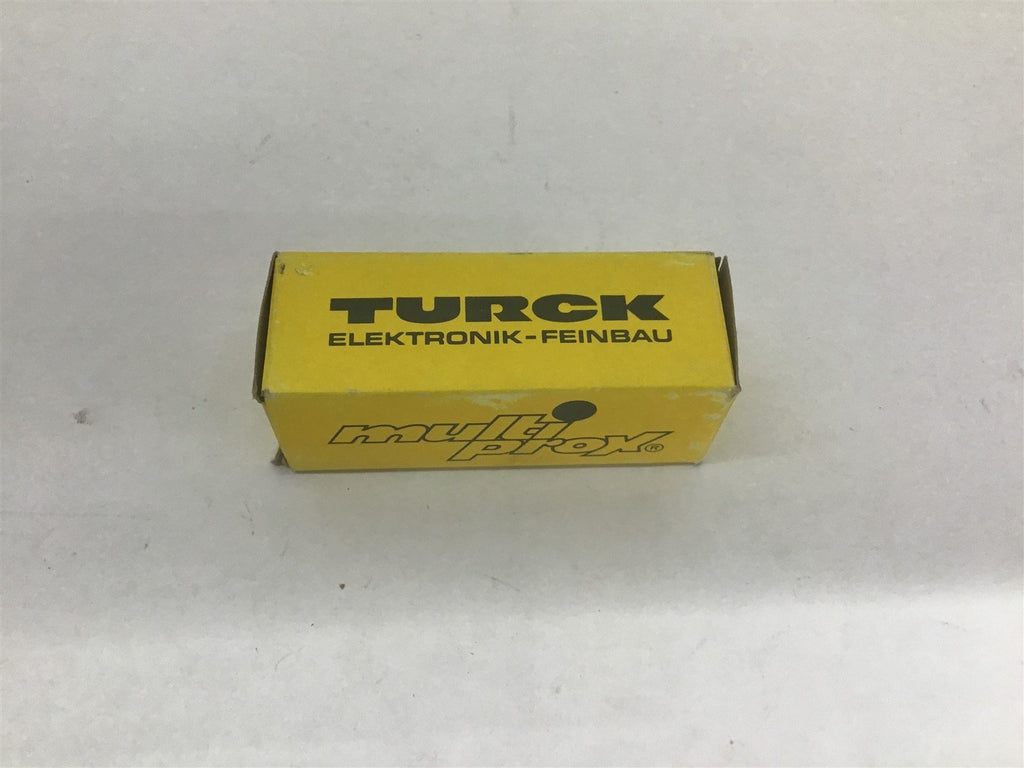 TURCK
ELEKTRONIK-FEINBAU
multi
prox®